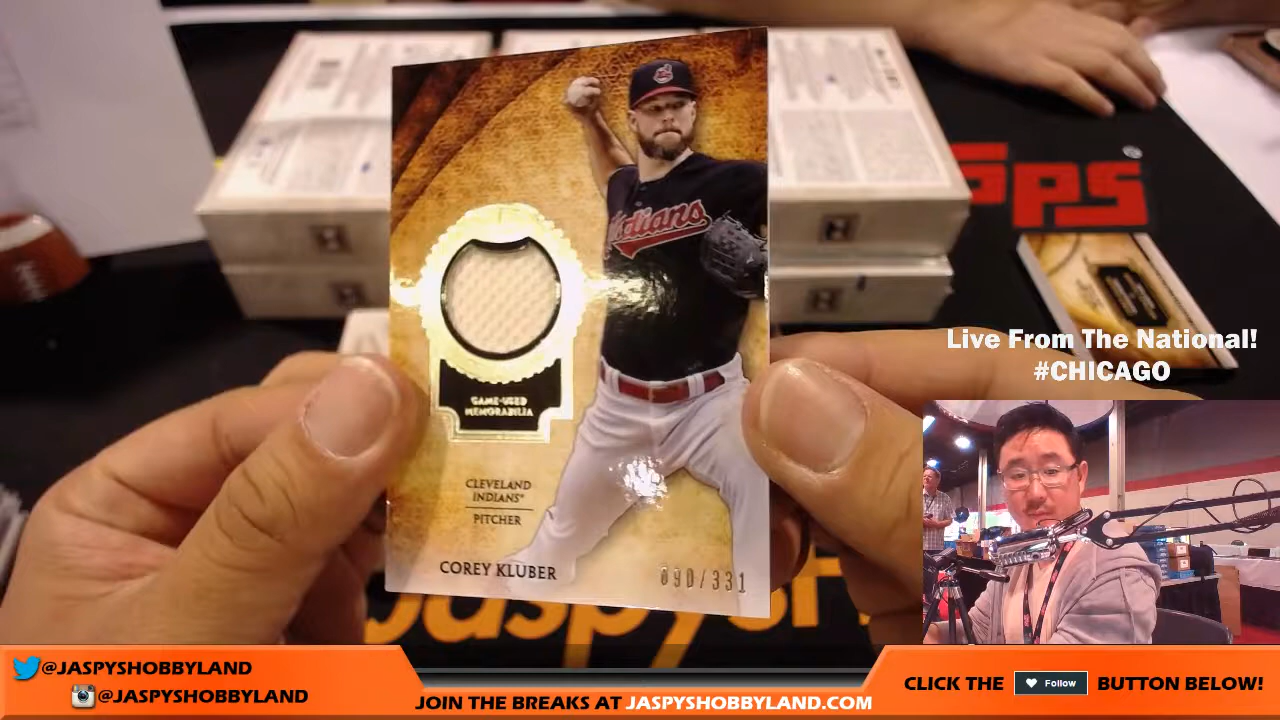 Indians
GAME-USED
MEMORABILIA
CLEVELAND
INDIANS®
PITCHER
COREY KLUBER
090/331
Live From The National!
#CHICAGO
@JASPYSHOBBYLAND
@JASPYSHOBBYLAND
JOIN THE BREAKS AT JASPYSHOBBYLAND.COM
CLICK THE Follow BUTTON BELOW!